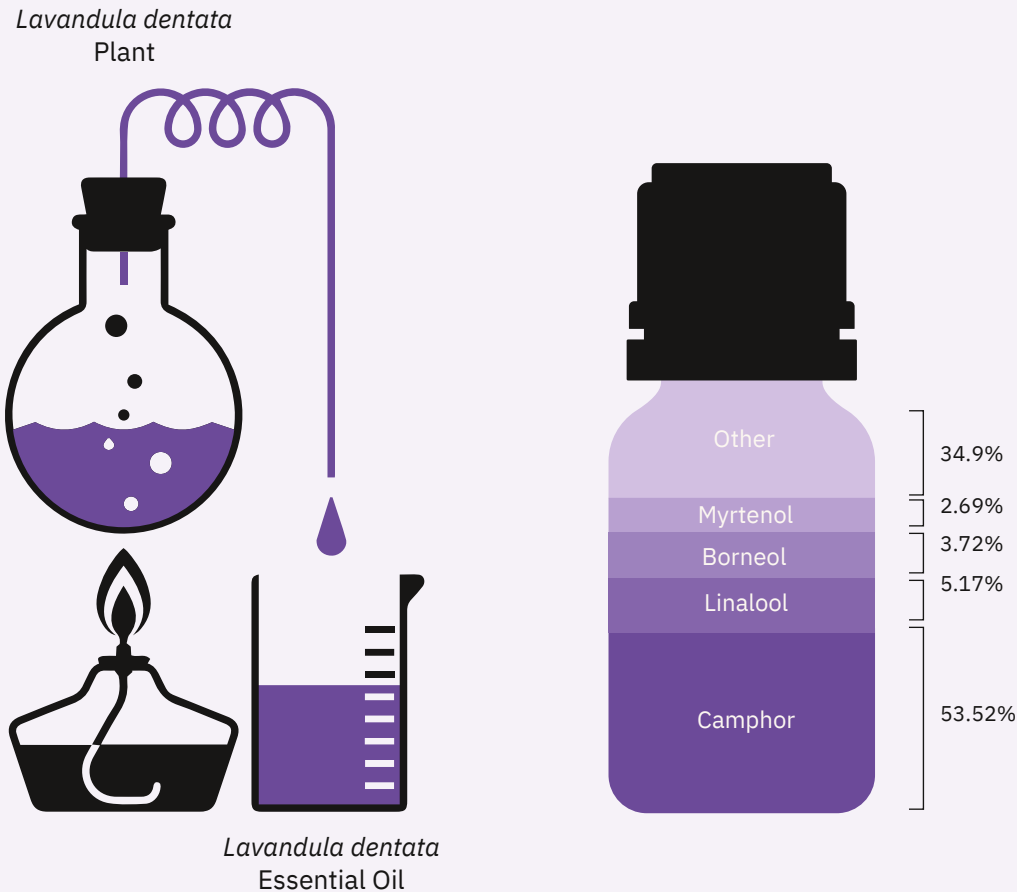 Lavandula dentata
Plant
Other
34.9%
Myrtenol
2.69%
Borneol
3.72%
Linalool
5.17%
Camphor
53.52%
Lavandula dentata
Essential Oil